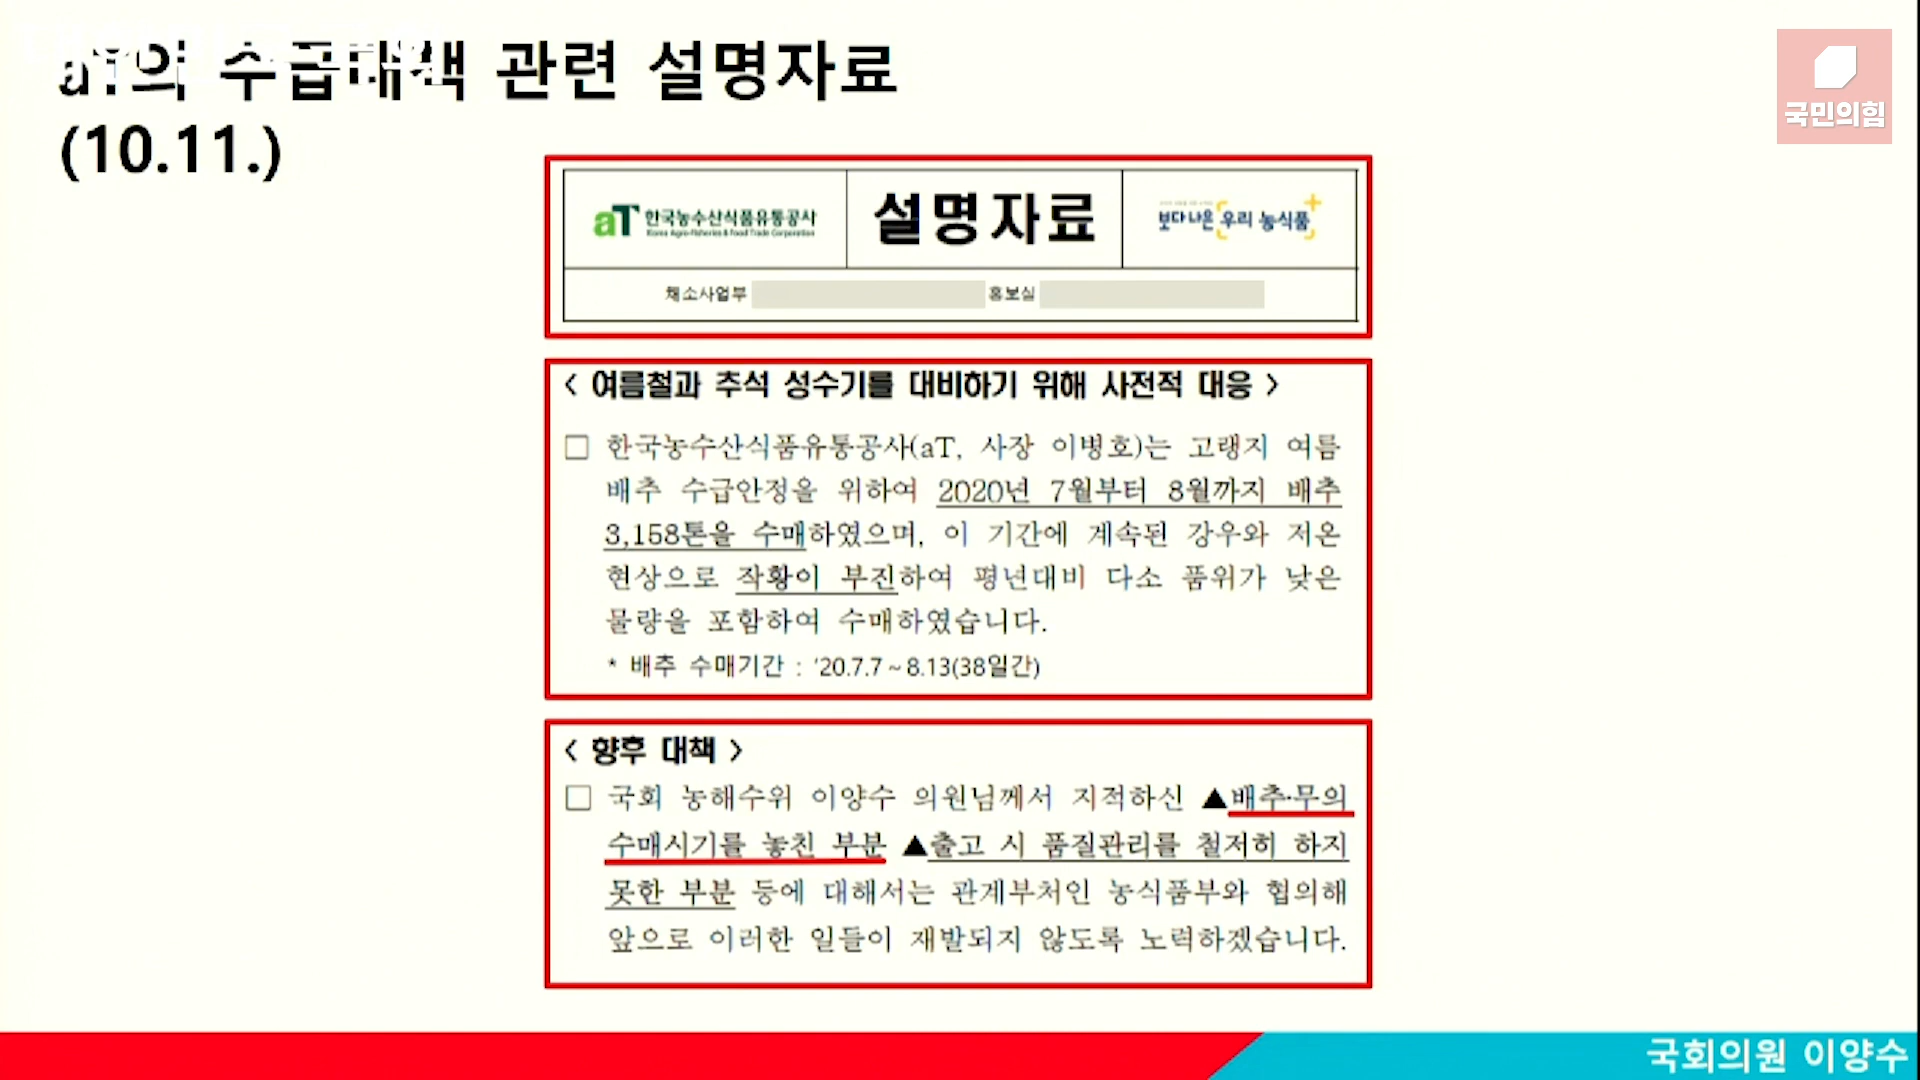 aT의 수급대책 관련 설명자료
(10.11.)
국민의힘
aT 한국농수산식품유통공사
Korea Agro-Fisheries & Food Trade Corporation
설명자료
보다 나은 우리 농식품
채소사업부 홍보실
< 여름철과 추석 성수기를 대비하기 위해 사전적 대응 >
□ 한국농수산식품유통공사(aT, 사장 이병호)는 고랭지 여름
배추 수급안정을 위하여 2020년 7월부터 8월까지 배추
3,158톤을 수매하였으며, 이 기간에 계속된 강우와 저온
현상으로 작황이 부진하여 평년대비 다소 품위가 낮은
물량을 포함하여 수매하였습니다.
* 배추 수매기간 : ‘20.7.7 ~ 8.13(38일간)
< 향후 대책 >
□ 국회 농해수위 이양수 의원님께서 지적하신 ▲배추·무의
수매시기를 놓친 부분 ▲출고 시 품질관리를 철저히 하지
못한 부분 등에 대해서는 관계부처인 농식품부와 협의해
앞으로 이러한 일들이 재발되지 않도록 노력하겠습니다.
국회의원 이양수